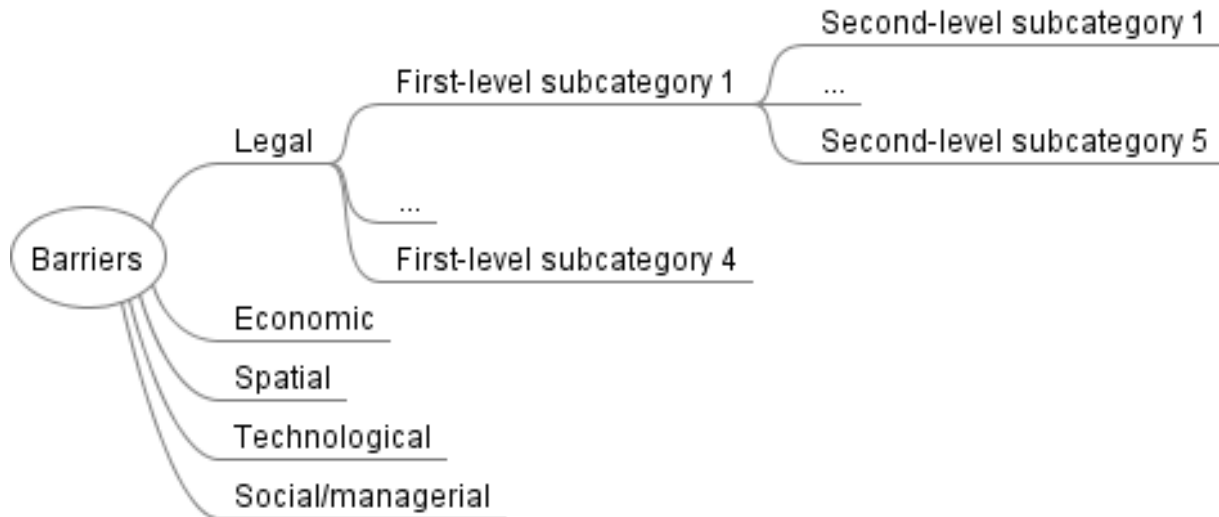 Second-level subcategory 1
First-level subcategory 1
...
Legal
Second-level subcategory 5
...
Barriers
First-level subcategory 4
Economic
Spatial
Technological
Social/managerial